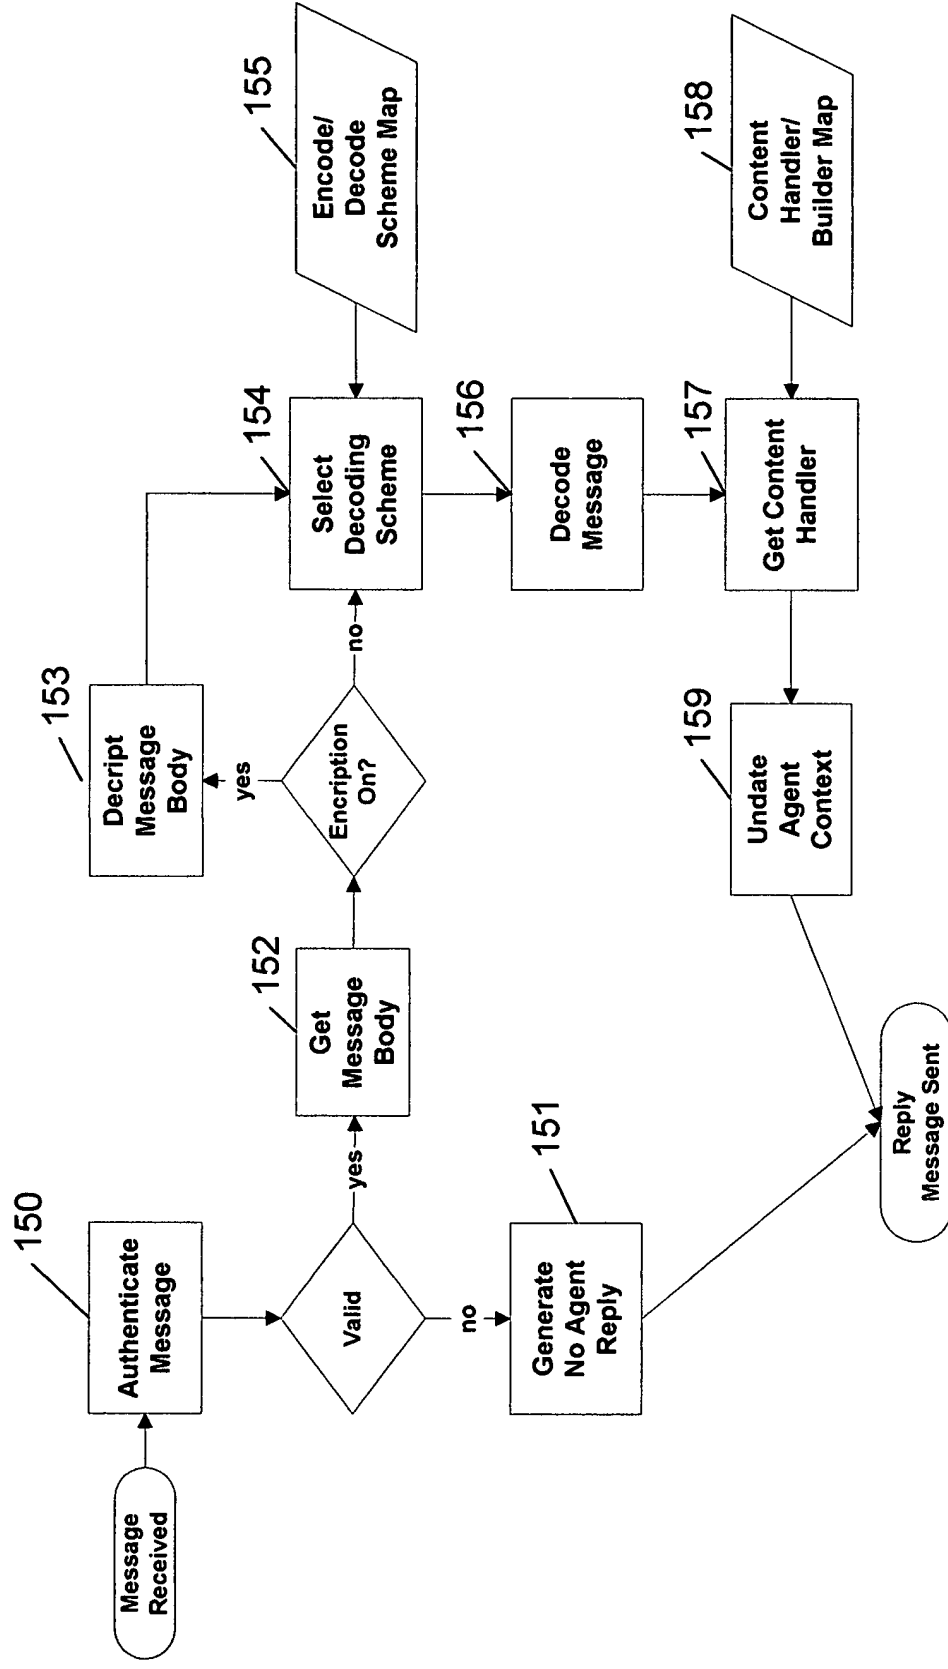 Message
Received
150
Authenticate
Message
Valid
yes
no
151
Generate
No Agent
Reply
152
Get
Message
Body
Encription
On?
yes
no
153
Decript
Message
Body
154
Select
Decoding
Scheme
155
Encode/
Decode
Scheme Map
156
Decode
Message
157
Get Content
Handler
158
Content
Handler/
Builder Map
159
Undate
Agent
Context
Reply
Message Sent